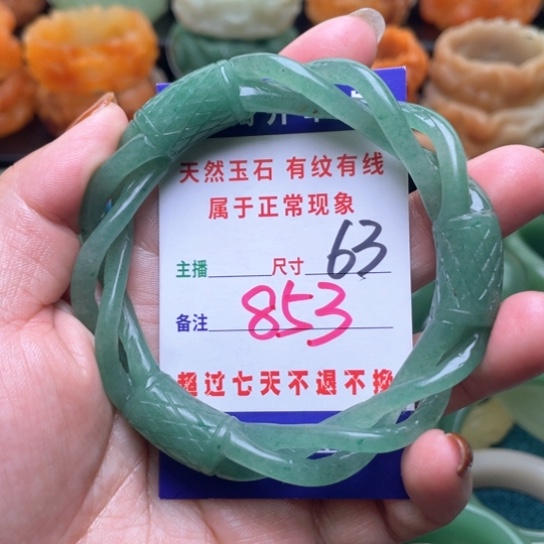 天然玉石 有纹有线
属于正常现象
主播 尺寸 63
备注 853
超过七天不退不换